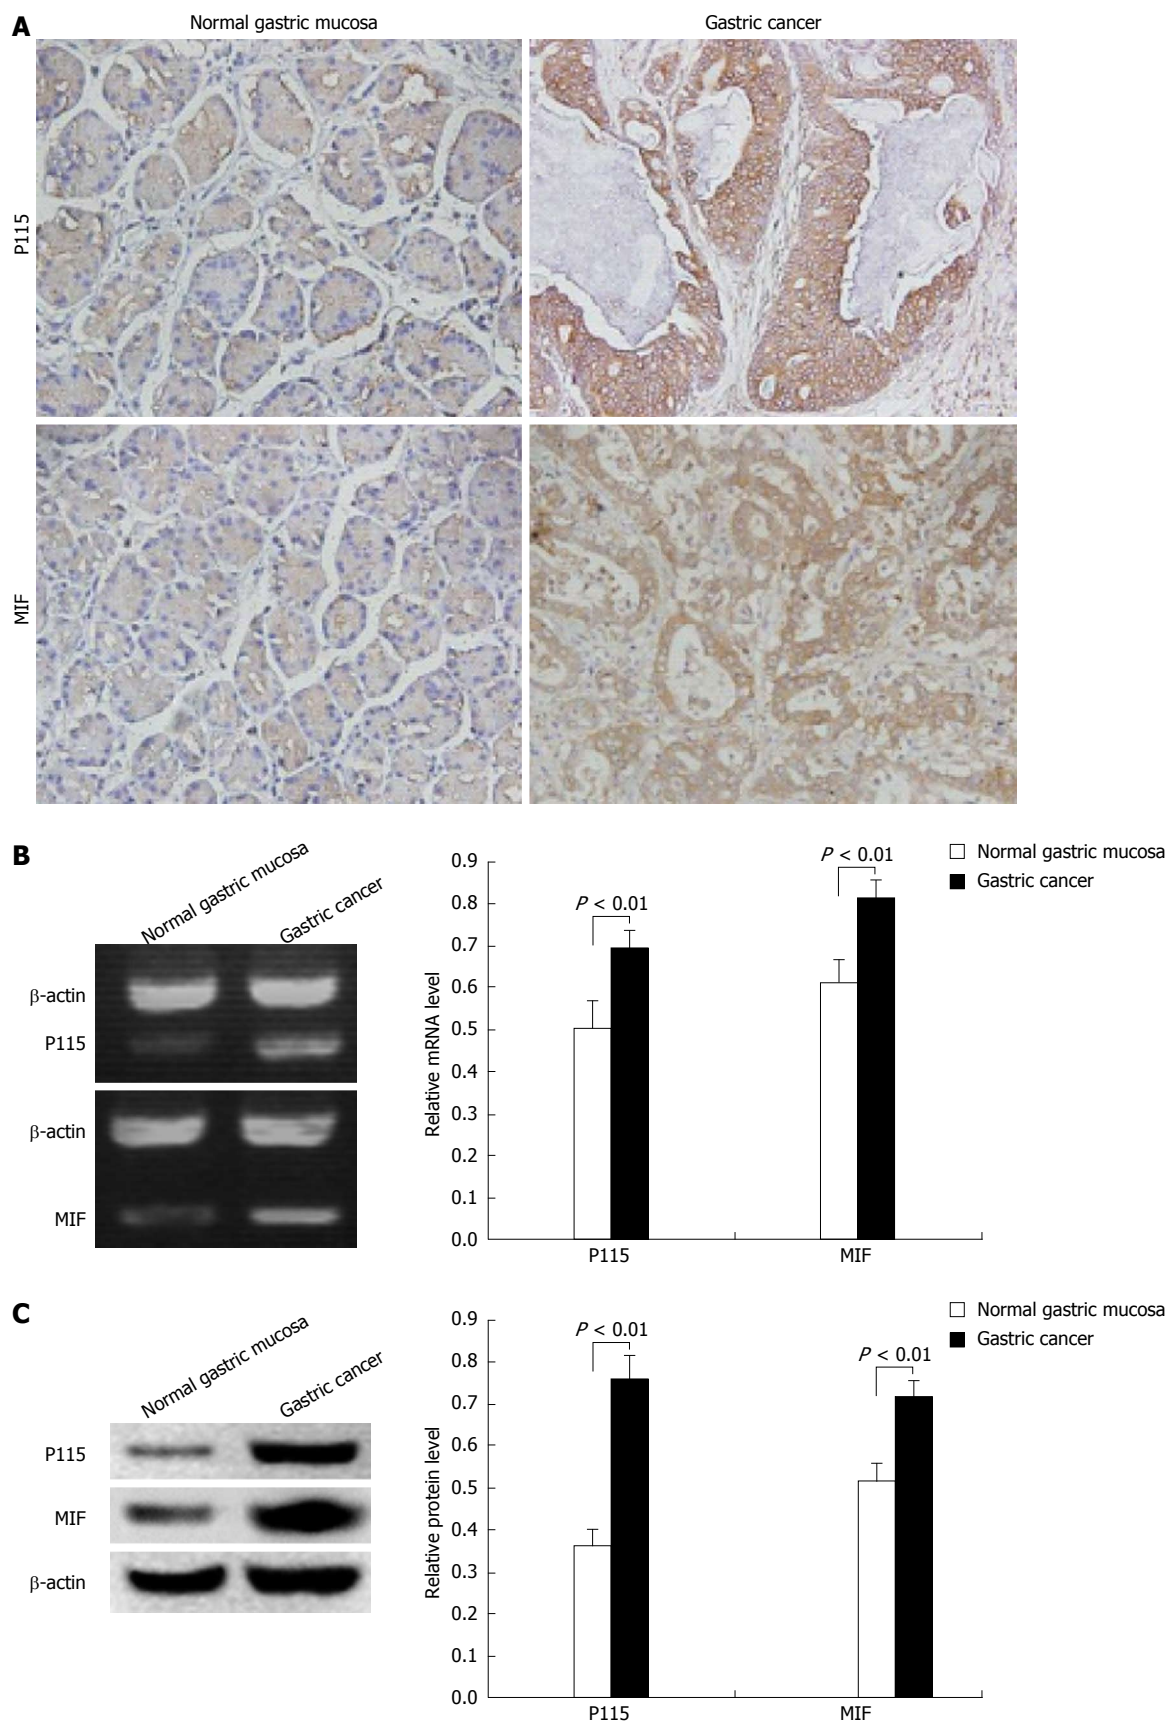 A
Normal gastric mucosa
Gastric cancer
P115
MIF
B
Normal gastric mucosa
Gastric cancer
β-actin
P115
β-actin
MIF
Relative mRNA level
0.9
0.8
0.7
0.6
0.5
0.4
0.3
0.2
0.1
0.0
P < 0.01
P < 0.01
P115
MIF
Normal gastric mucosa
Gastric cancer
C
Normal gastric mucosa
Gastric cancer
P115
MIF
β-actin
Relative protein level
0.9
0.8
0.7
0.6
0.5
0.4
0.3
0.2
0.1
0.0
P < 0.01
P < 0.01
P115
MIF
Normal gastric mucosa
Gastric cancer